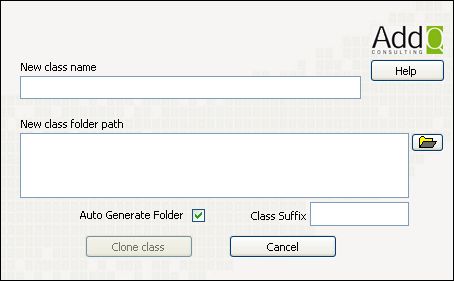 AddQ
CONSULTING
New class name
Help
New class folder path
Auto Generate Folder
Class Suffix
Clone class
Cancel